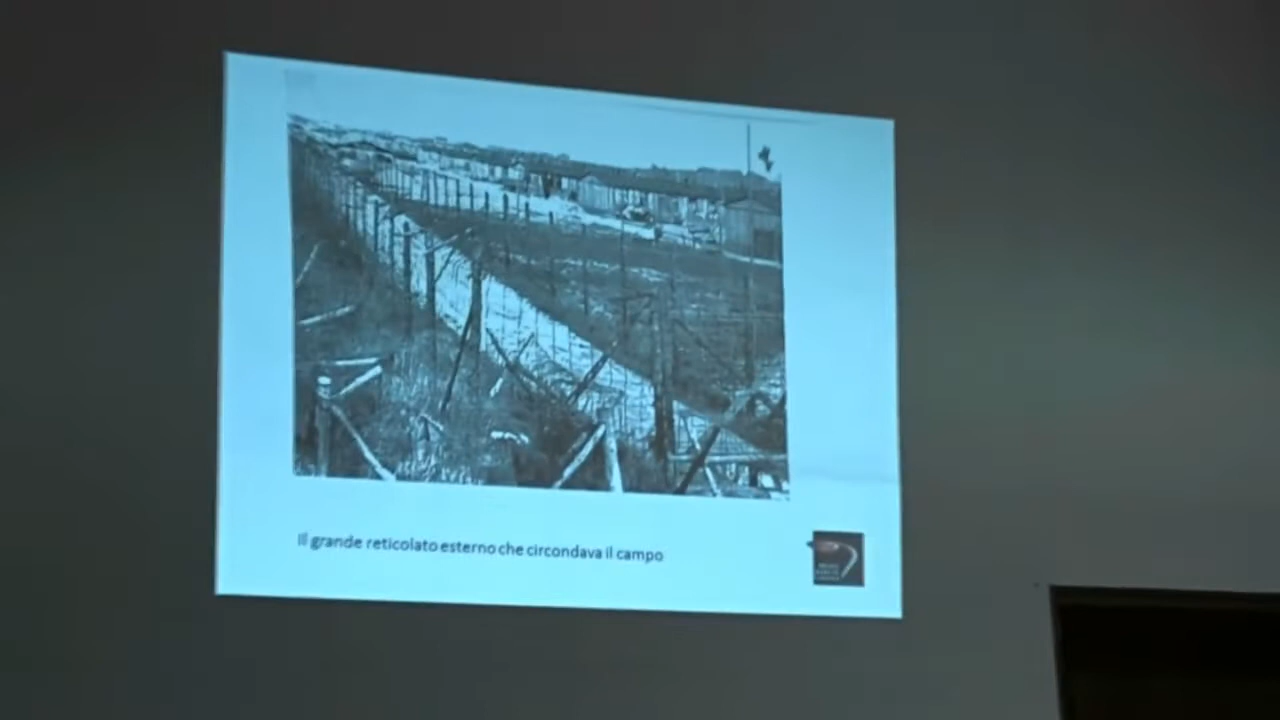 Il grande reticolato esterno che circondava il campo